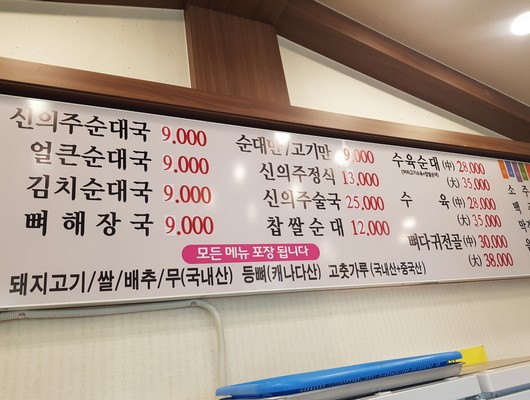 신의주순대국 9.000
얼큰순대국 9.000
김치순대국 9.000
뼈해장국 9.000
순대만/고기만 9.000
신의주정식 13,000
신의주술국 25,000
찹쌀순대 12,000
수육순대 (中) 28,000
(大) 35,000
수육 (中) 28,000
(大) 35,000
뼈다귀전골 (中) 30,000
(大) 38,000
소주
맥
막
모든 메뉴 포장 됩니다
돼지고기/쌀/배추/무(국내산) 등뼈(캐나다산) 고춧가루(국내산+중국산)